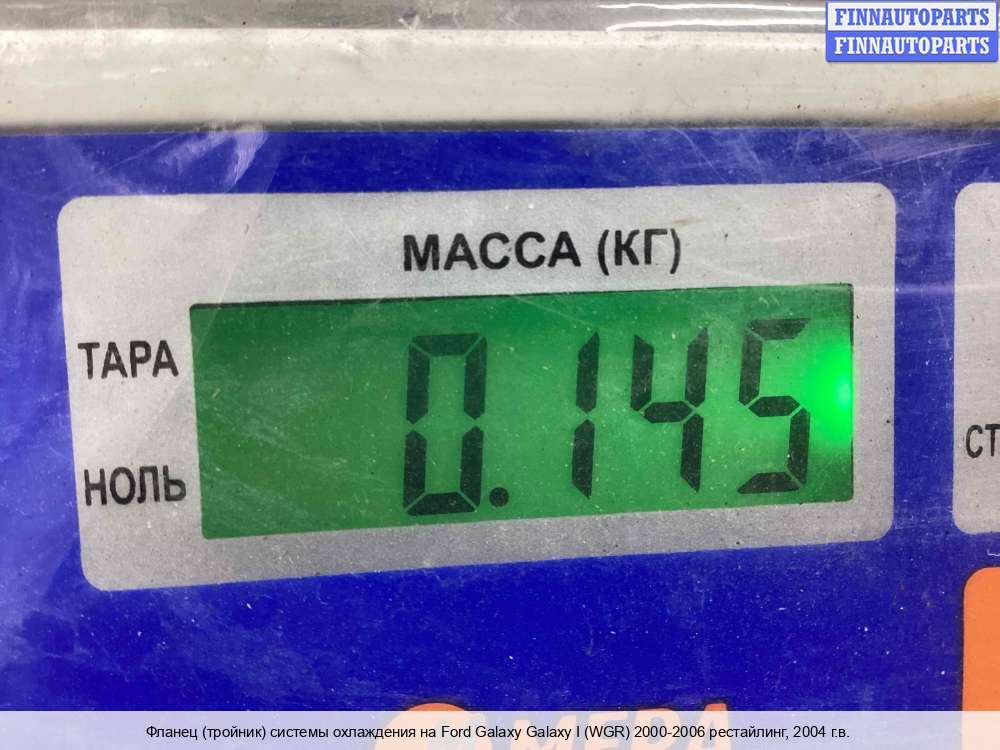 FINNAUTOPARTS
FINNAUTOPARTS
МАССА (КГ)
ТАРА
0.145
НОЛЬ
Фланец (тройник) системы охлаждения на Ford Galaxy Galaxy I (WGR) 2000-2006 рестайлинг, 2004 г.в.